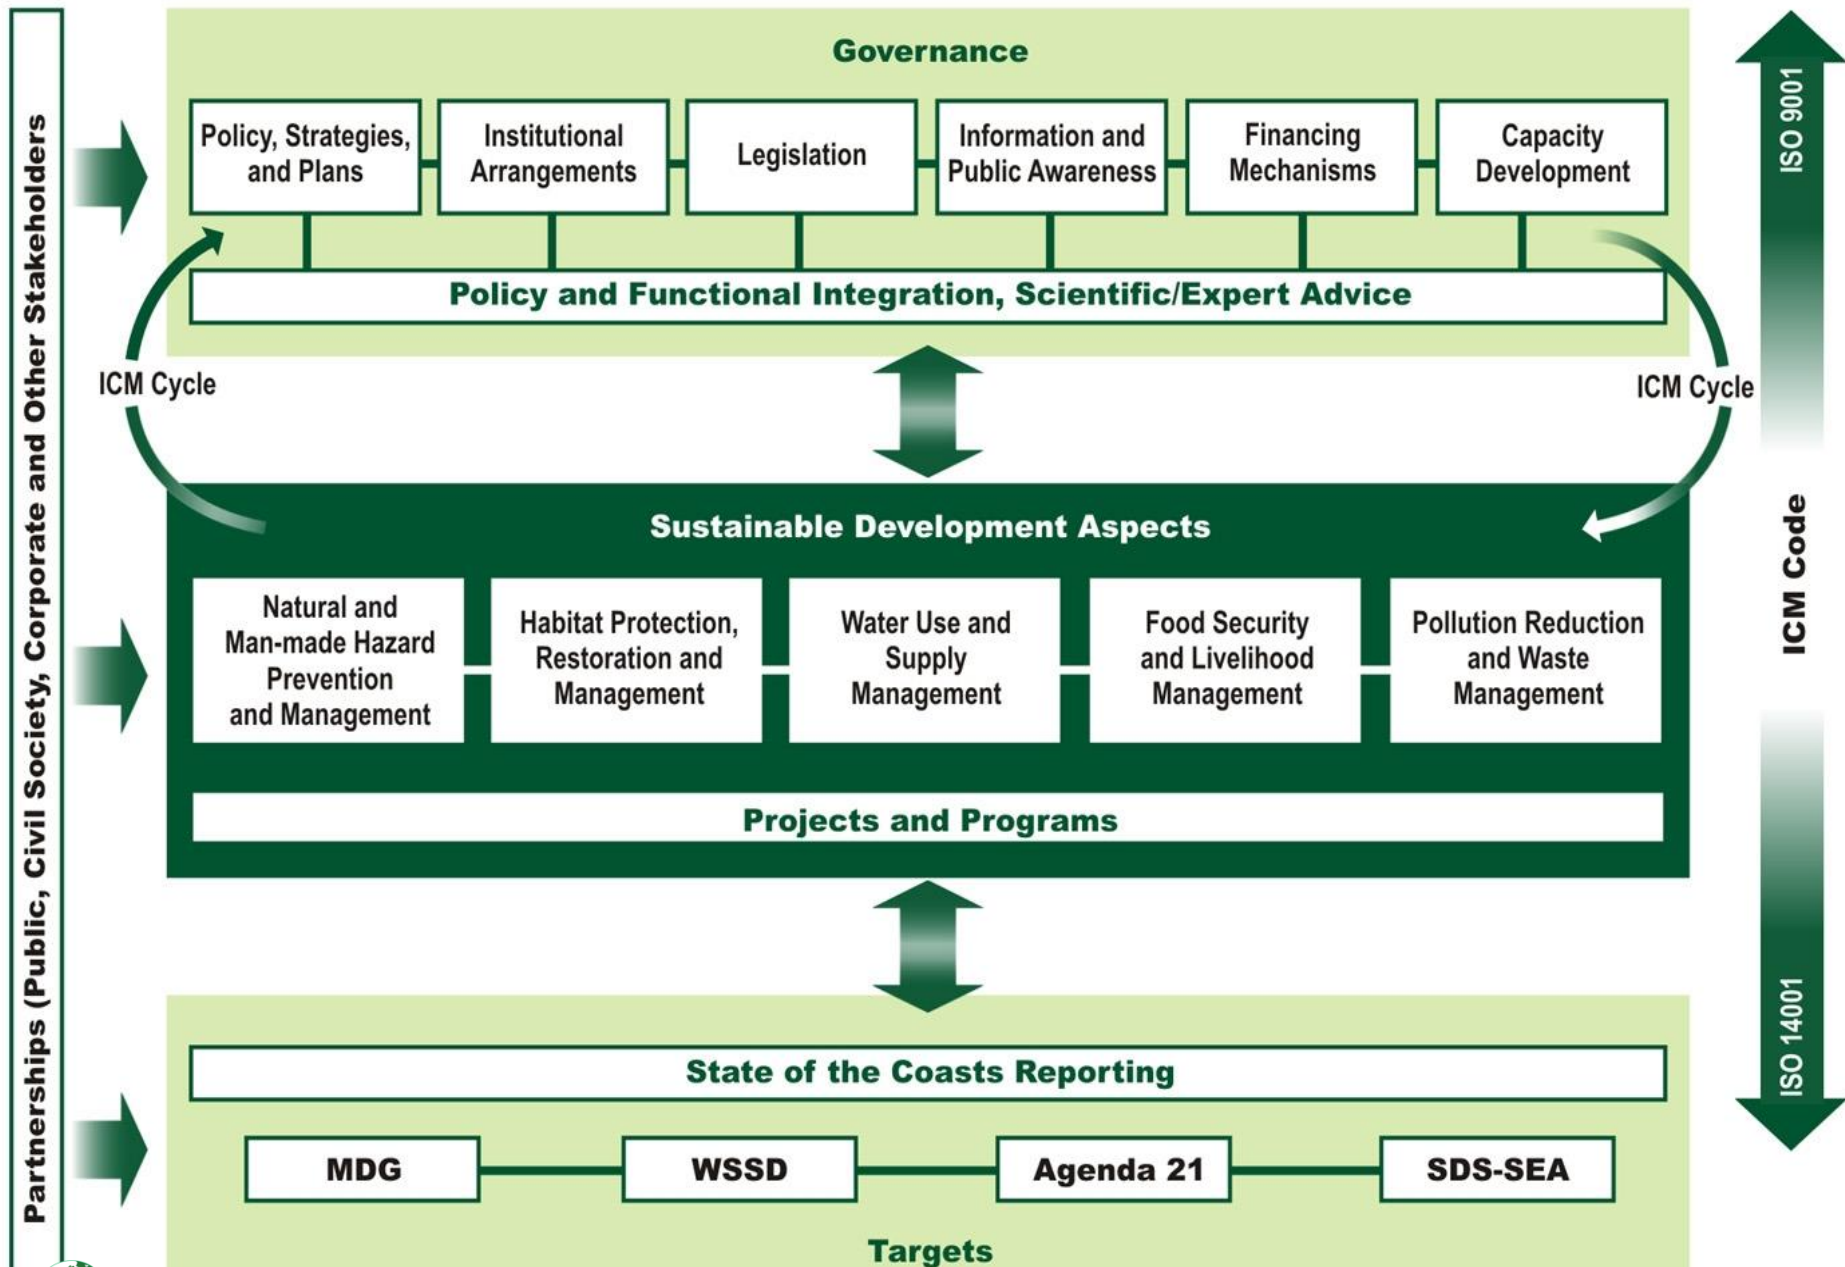 Partnerships (Public, Civil Society, Corporate and Other Stakeholders
Governance
Policy, Strategies,
and Plans
Institutional
Arrangements
Legislation
Information and
Public Awareness
Financing
Mechanisms
Capacity
Development
Policy and Functional Integration, Scientific/Expert Advice
ICM Cycle
ICM Cycle
Sustainable Development Aspects
Natural and
Man-made Hazard
Prevention
and Management
Habitat Protection,
Restoration and
Management
Water Use and
Supply
Management
Food Security
and Livelihood
Management
Pollution Reduction
and Waste
Management
Projects and Programs
State of the Coasts Reporting
MDG
WSSD
Agenda 21
SDS-SEA
Targets
ISO 9001
ICM Code
ISO 14001